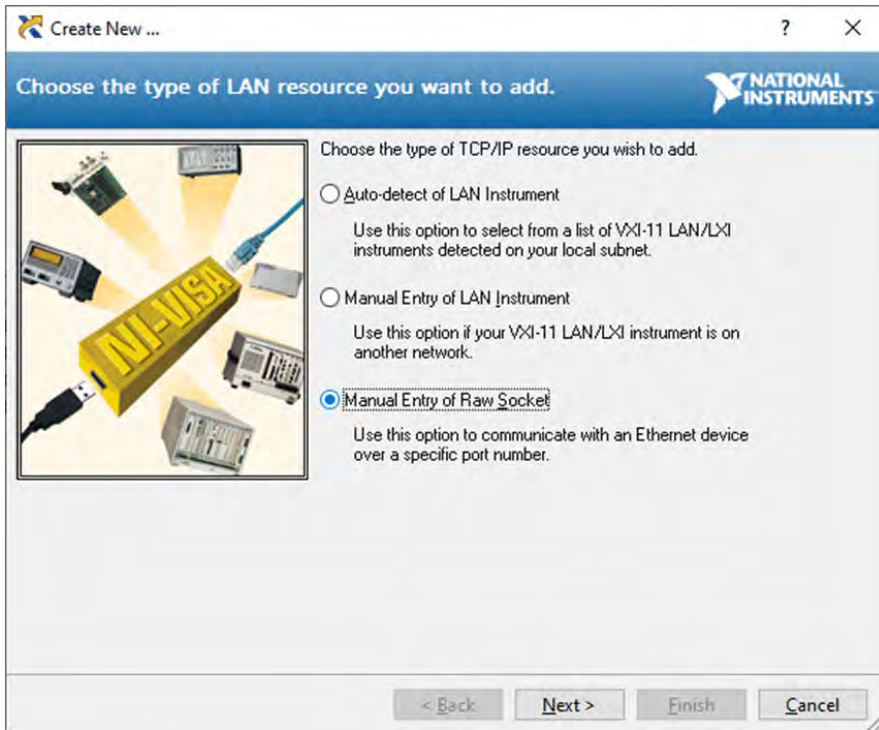 Create New ...
Choose the type of LAN resource you want to add.
NATIONAL
INSTRUMENTS
NI-VISA
Choose the type of TCP/IP resource you wish to add.
Auto-detect of LAN Instrument
Use this option to select from a list of VXI-11 LAN/LXI
instruments detected on your local subnet.
Manual Entry of LAN Instrument
Use this option if your VXI-11 LAN/LXI instrument is on
another network.
Manual Entry of Raw Socket
Use this option to communicate with an Ethernet device
over a specific port number.
< Back
Next >
Finish
Cancel